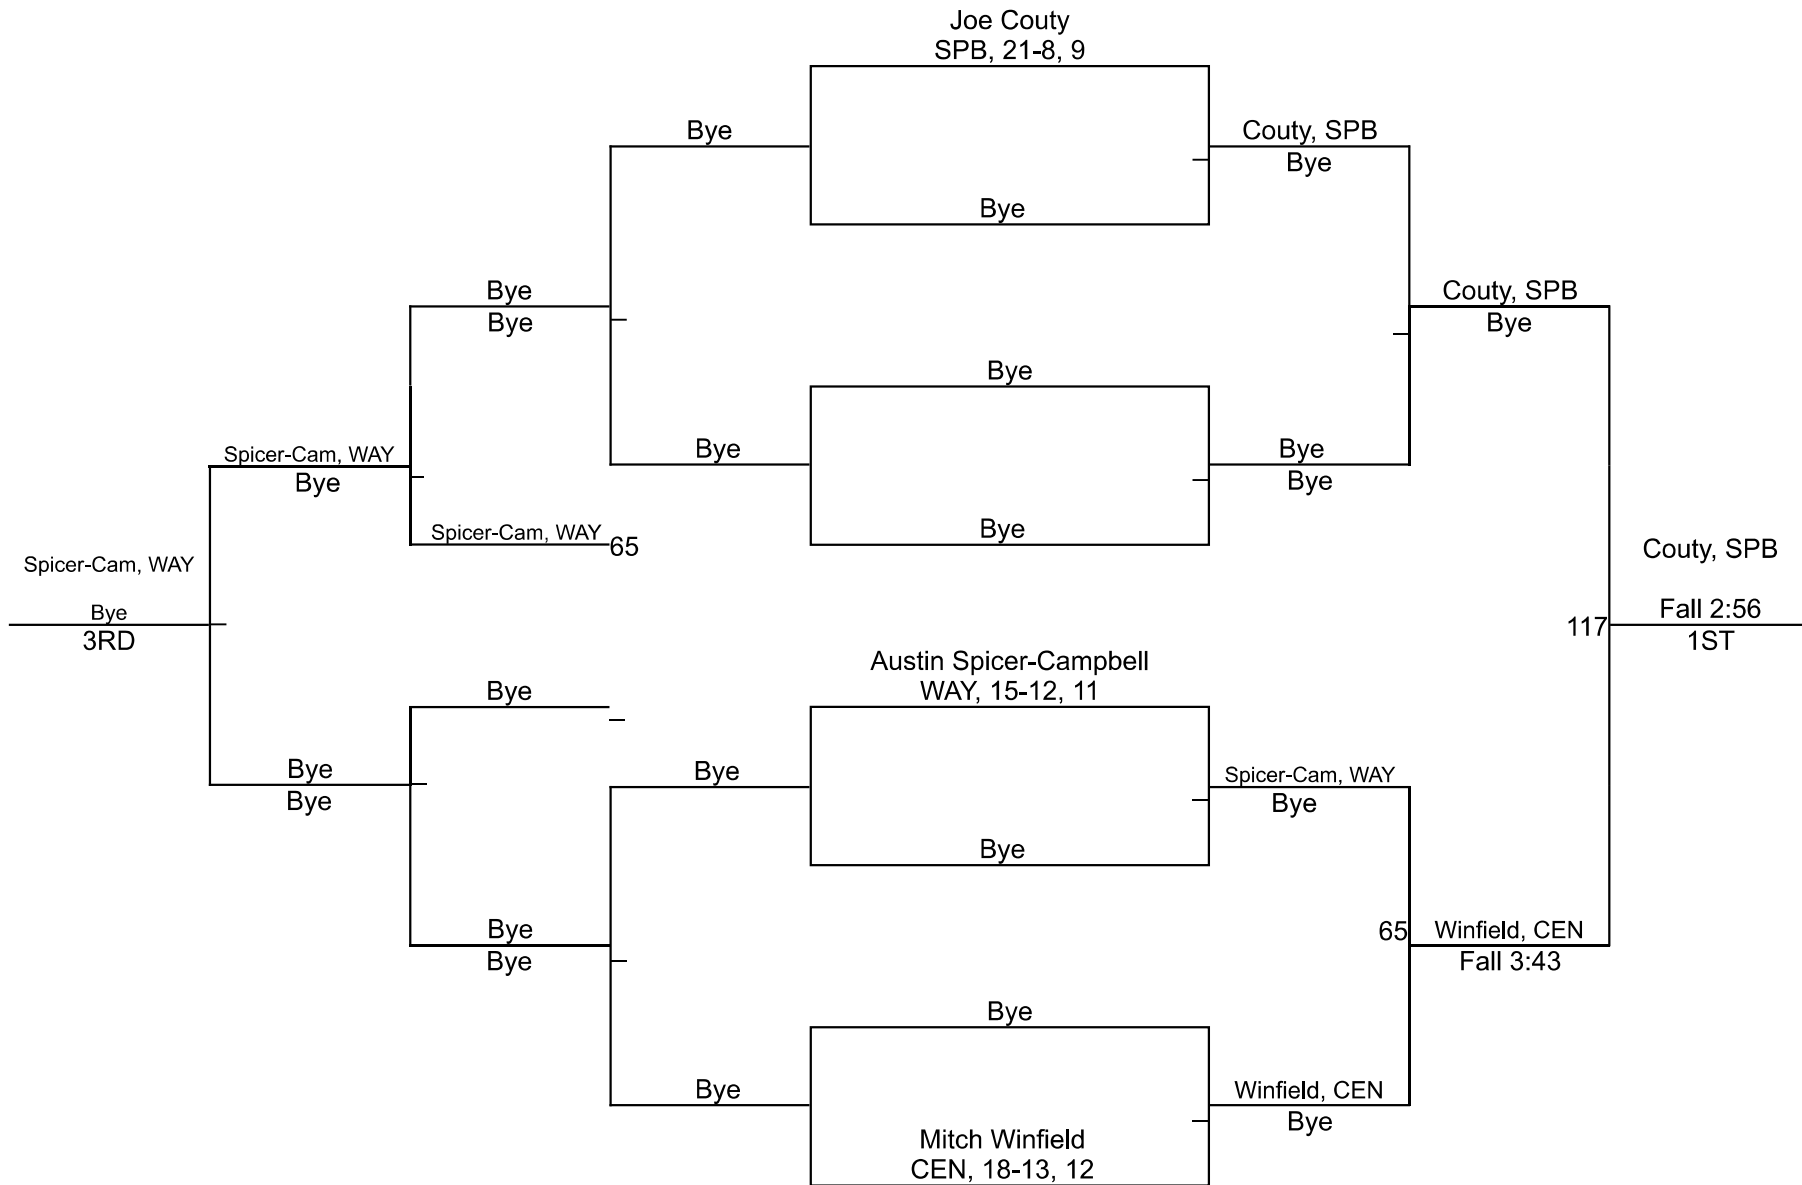 Joe Couty
SPB, 21-8, 9
Bye
Couty, SPB
Bye
Bye
Bye
Bye
Couty, SPB
Bye
Bye
Spicer-Cam, WAY
Bye
Bye
Bye
Bye
Spicer-Cam, WAY
65
Bye
Spicer-Cam, WAY
Bye
3RD
Couty, SPB
117
Fall 2:56
1ST
Austin Spicer-Campbell
WAY, 15-12, 11
Bye
Bye
Bye
Bye
Spicer-Cam, WAY
Bye
Bye
Bye
Bye
65
Winfield, CEN
Fall 3:43
Bye
Bye
Winfield, CEN
Bye
Mitch Winfield
CEN, 18-13, 12